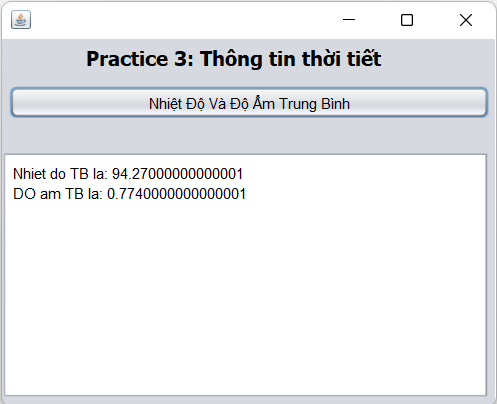 Practice 3: Thông tin thời tiết
Nhiệt Độ Và Độ Ẩm Trung Bình
Nhiet do TB la: 94.27000000000001
DO am TB la: 0.7740000000000001